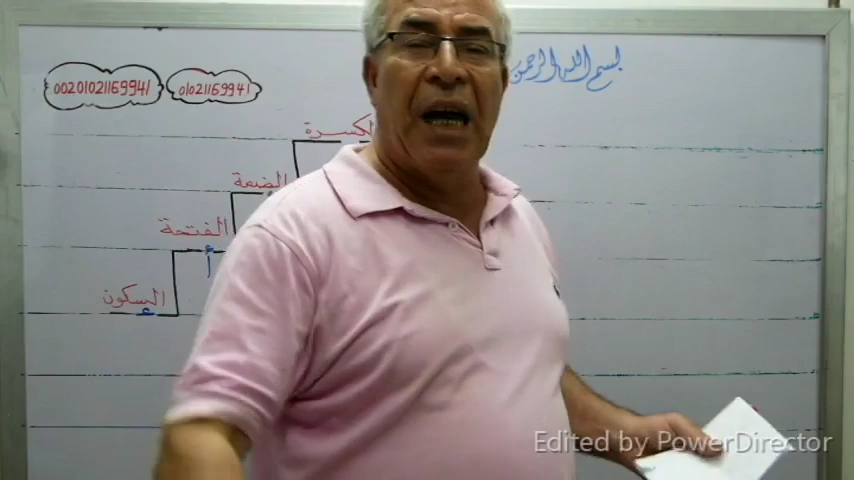 بسم الله الرحمن
00201021169941
01021169941
الكسرة
الضمة
الفتحة
أ
السكون
ء
Edited by PowerDirector